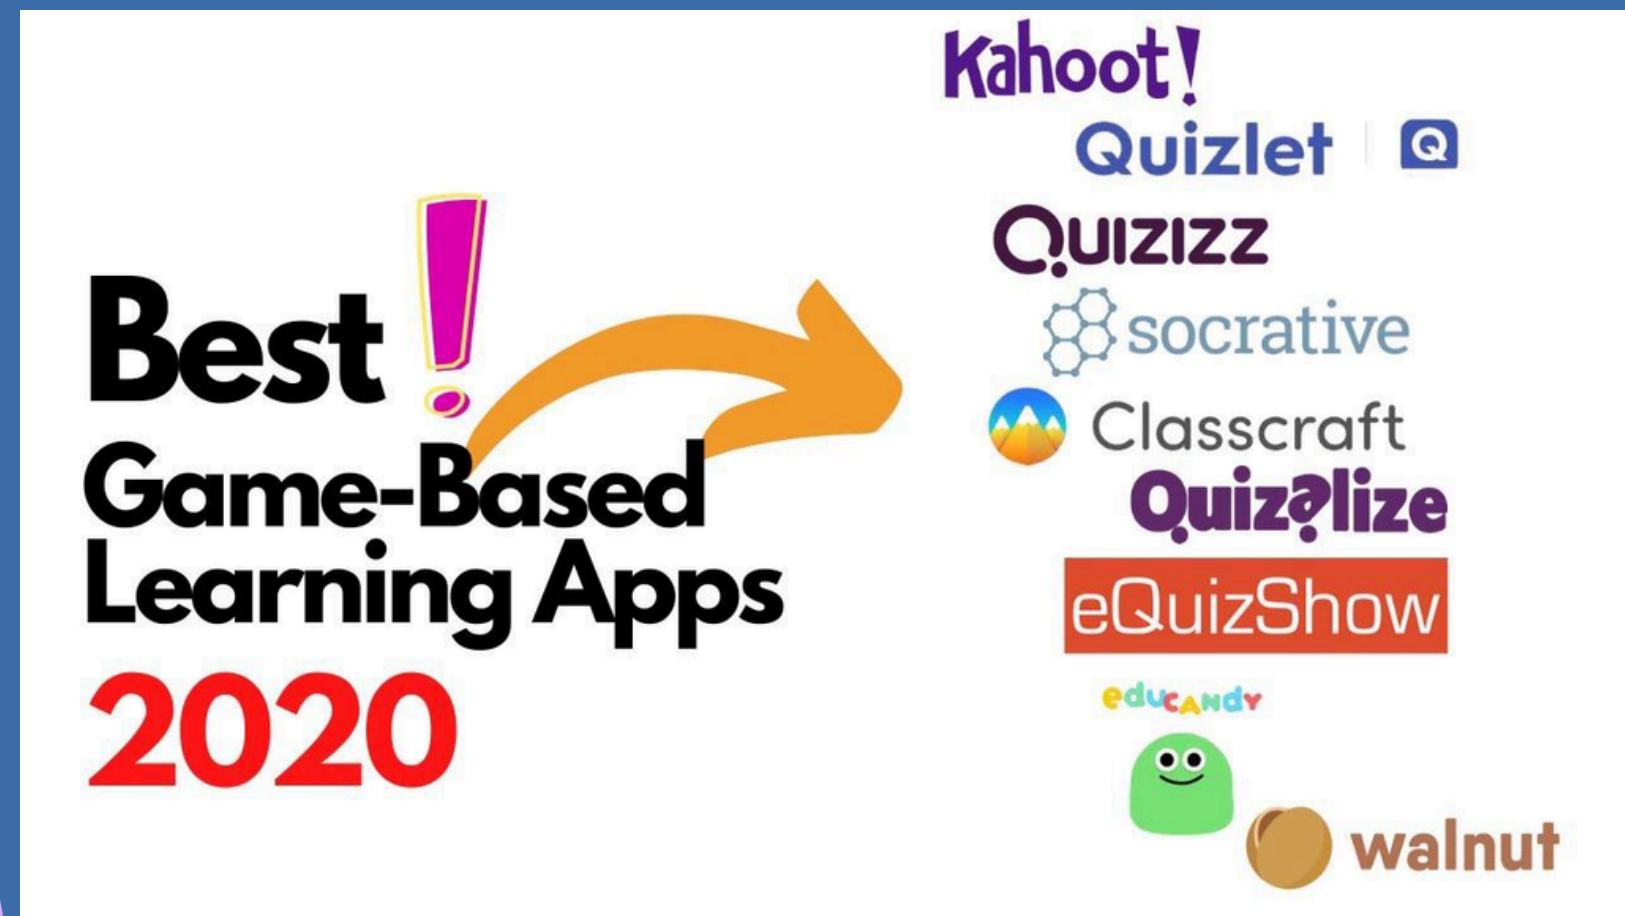 Best!
Game-Based
Learning Apps
2020
Kahoot!
Quizlet Q
Quizizz
socrative
Classcraft
Quizalize
eQuizShow
eduCANdY
walnut